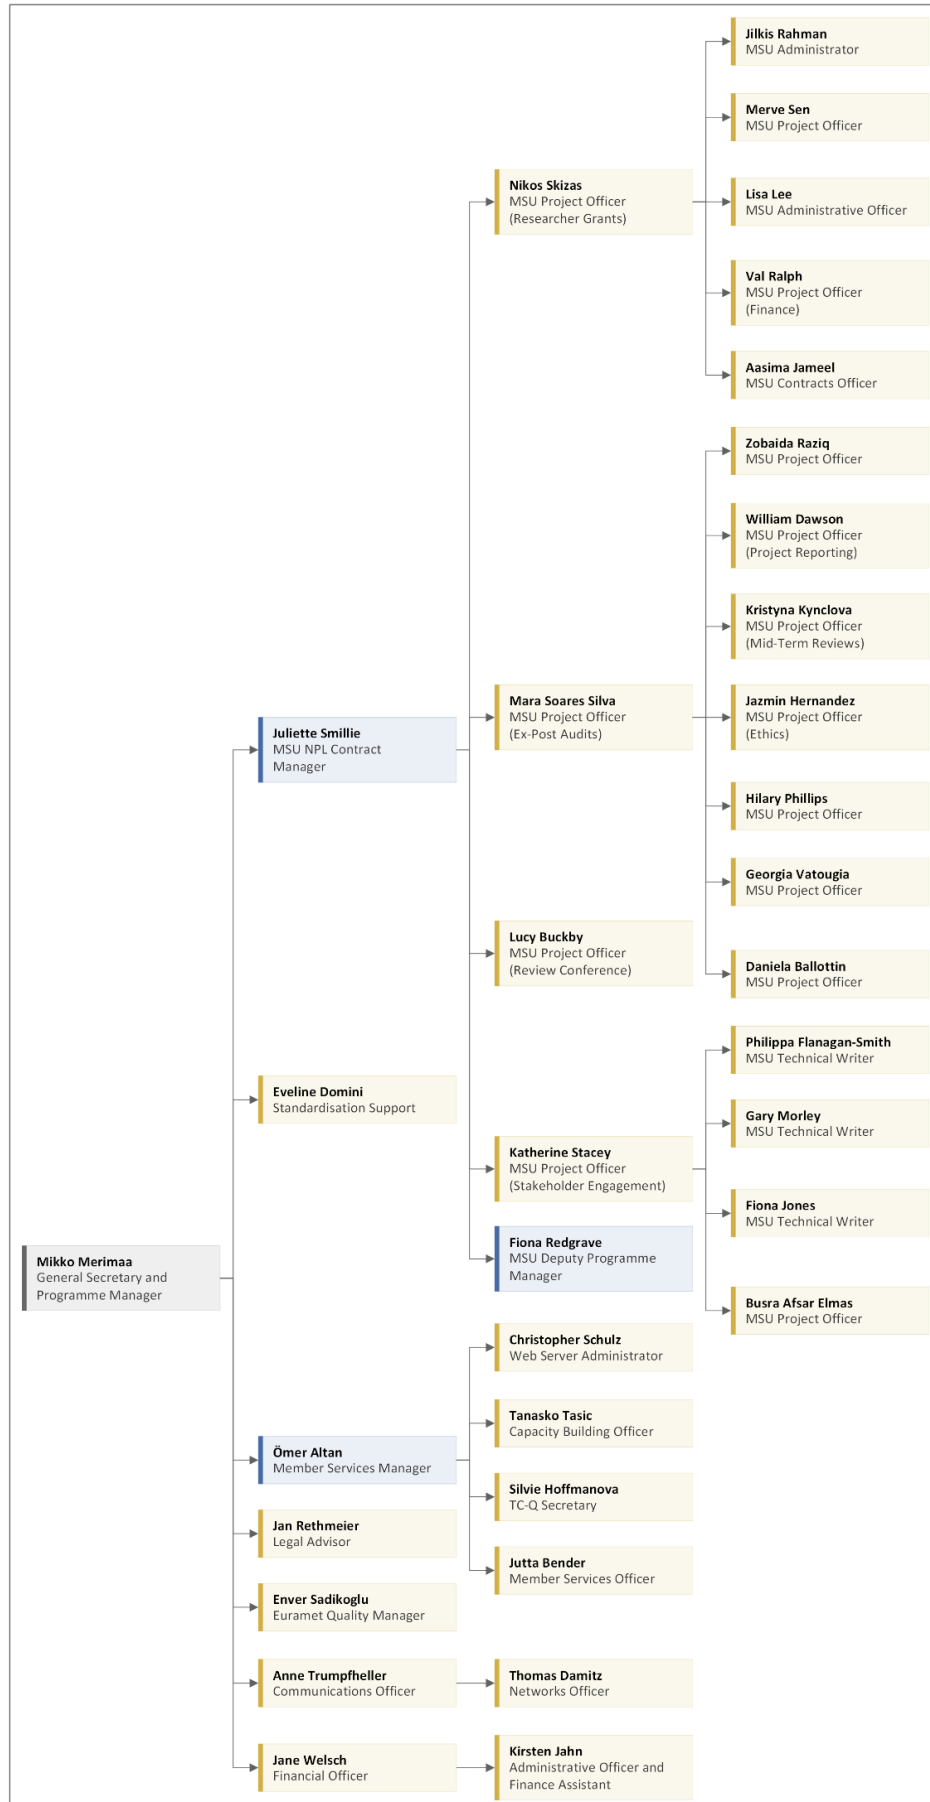 Jilkis Rahman
MSU Administrator
Merve Sen
MSU Project Officer
Nikos Skizas
MSU Project Officer
(Researcher Grants)
Lisa Lee
MSU Administrative Officer
Val Ralph
MSU Project Officer
(Finance)
Aasima Jameel
MSU Contracts Officer
Zobaida Raziq
MSU Project Officer
William Dawson
MSU Project Officer
(Project Reporting)
Kristyna Kynclova
MSU Project Officer
(Mid-Term Reviews)
Mara Soares Silva
MSU Project Officer
(Ex-Post Audits)
Jazmin Hernandez
MSU Project Officer
(Ethics)
Juliette Smillie
MSU NPL Contract
Manager
Hilary Phillips
MSU Project Officer
Georgia Vatougia
MSU Project Officer
Lucy Buckby
MSU Project Officer
(Review Conference)
Daniela Ballottin
MSU Project Officer
Philippa Flanagan-Smith
MSU Technical Writer
Eveline Domini
Standardisation Support
Gary Morley
MSU Technical Writer
Katherine Stacey
MSU Project Officer
(Stakeholder Engagement)
Fiona Jones
MSU Technical Writer
Fiona Redgrave
MSU Deputy Programme
Manager
Mikko Merimaa
General Secretary and
Programme Manager
Busra Afsar Elmas
MSU Project Officer
Christopher Schulz
Web Server Administrator
Tanasko Tasic
Capacity Building Officer
Ömer Altan
Member Services Manager
Silvie Hoffmanova
TC-Q Secretary
Jan Rethmeier
Legal Advisor
Jutta Bender
Member Services Officer
Enver Sadikoglu
Euramet Quality Manager
Anne Trumpfheller
Communications Officer
Thomas Damitz
Networks Officer
Jane Welsch
Financial Officer
Kirsten Jahn
Administrative Officer and
Finance Assistant